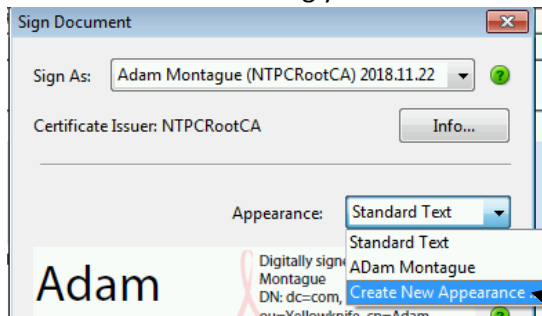 Sign Document
Sign As: Adam Montague (NTPCRootCA) 2018.11.22
Certificate Issuer: NTPCRootCA Info...
Appearance: Standard Text
Standard Text
ADam Montague
Create New Appearance
Adam
Digitally signe
Montague
DN: dc=com,
ou=Yellowknife, cn=Adam